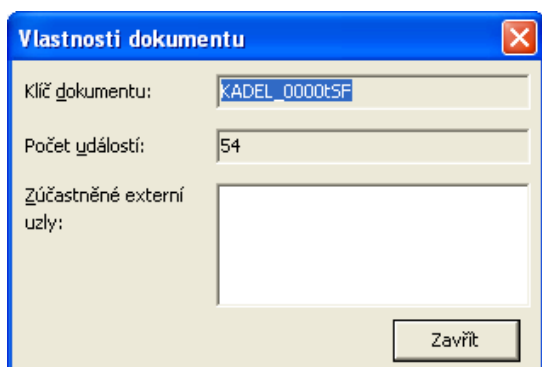 Vlastnosti dokumentu
Klíč dokumentu: KADEL_0000tSF
Počet událostí: 54
Zúčastněné externí
uzly:
Zavřít